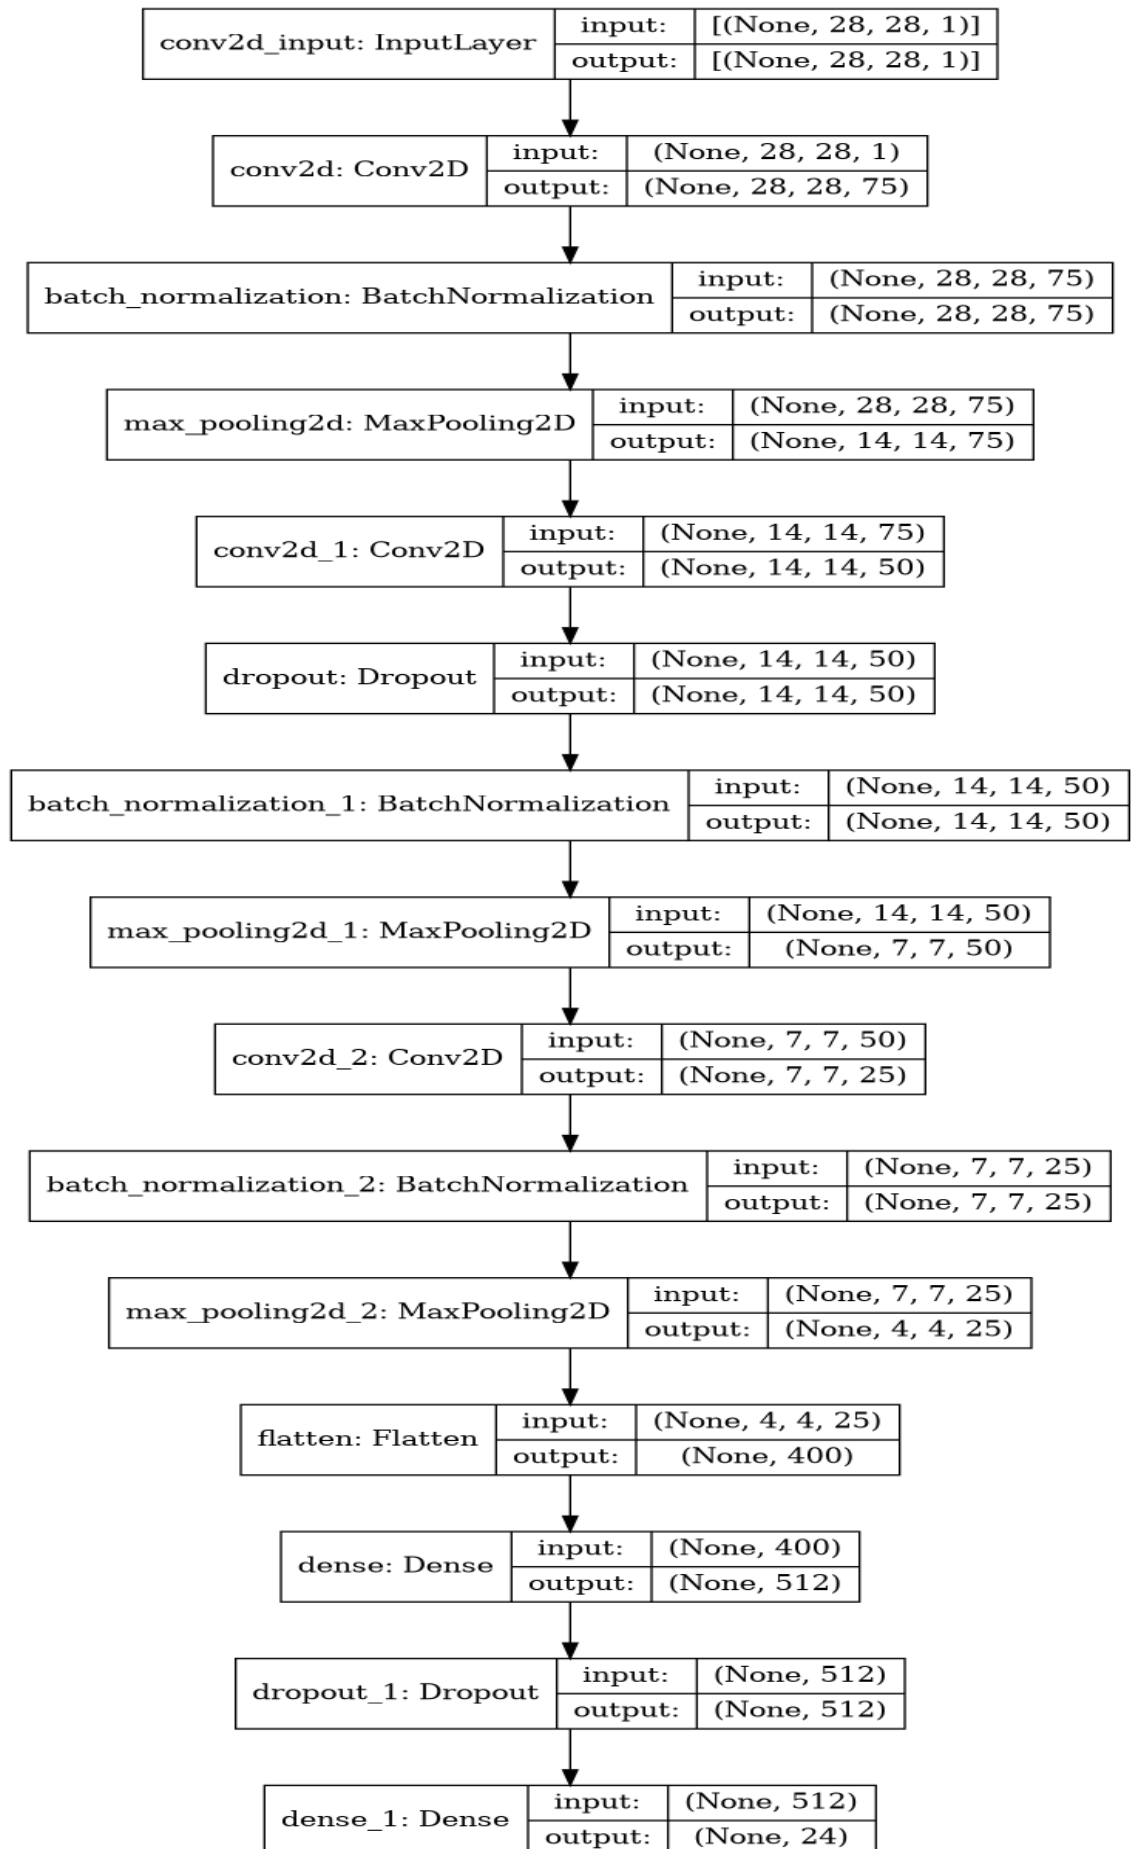 conv2d_input: InputLayer input: [(None, 28, 28, 1)]
output: [(None, 28, 28, 1)]
conv2d: Conv2D input: (None, 28, 28, 1)
output: (None, 28, 28, 75)
batch_normalization: BatchNormalization input: (None, 28, 28, 75)
output: (None, 28, 28, 75)
max_pooling2d: MaxPooling2D input: (None, 28, 28, 75)
output: (None, 14, 14, 75)
conv2d_1: Conv2D input: (None, 14, 14, 75)
output: (None, 14, 14, 50)
dropout: Dropout input: (None, 14, 14, 50)
output: (None, 14, 14, 50)
batch_normalization_1: BatchNormalization input: (None, 14, 14, 50)
output: (None, 14, 14, 50)
max_pooling2d_1: MaxPooling2D input: (None, 14, 14, 50)
output: (None, 7, 7, 50)
conv2d_2: Conv2D input: (None, 7, 7, 50)
output: (None, 7, 7, 25)
batch_normalization_2: BatchNormalization input: (None, 7, 7, 25)
output: (None, 7, 7, 25)
max_pooling2d_2: MaxPooling2D input: (None, 7, 7, 25)
output: (None, 4, 4, 25)
flatten: Flatten input: (None, 4, 4, 25)
output: (None, 400)
dense: Dense input: (None, 400)
output: (None, 512)
dropout_1: Dropout input: (None, 512)
output: (None, 512)
dense_1: Dense input: (None, 512)
output: (None, 24)